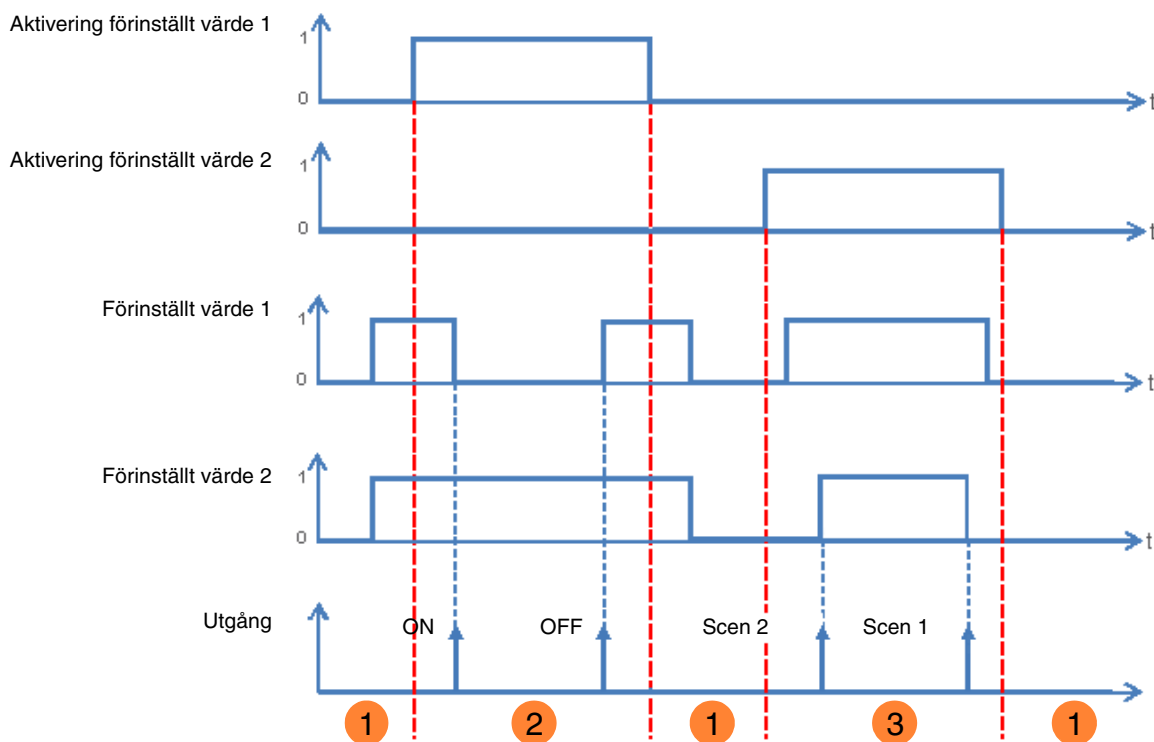 Aktivering förinställt värde 1
1
0
t
Aktivering förinställt värde 2
1
0
t
Förinställt värde 1
1
0
t
Förinställt värde 2
1
0
t
Utgång
ON
OFF
Scen 2
Scen 1
1
2
1
3
1